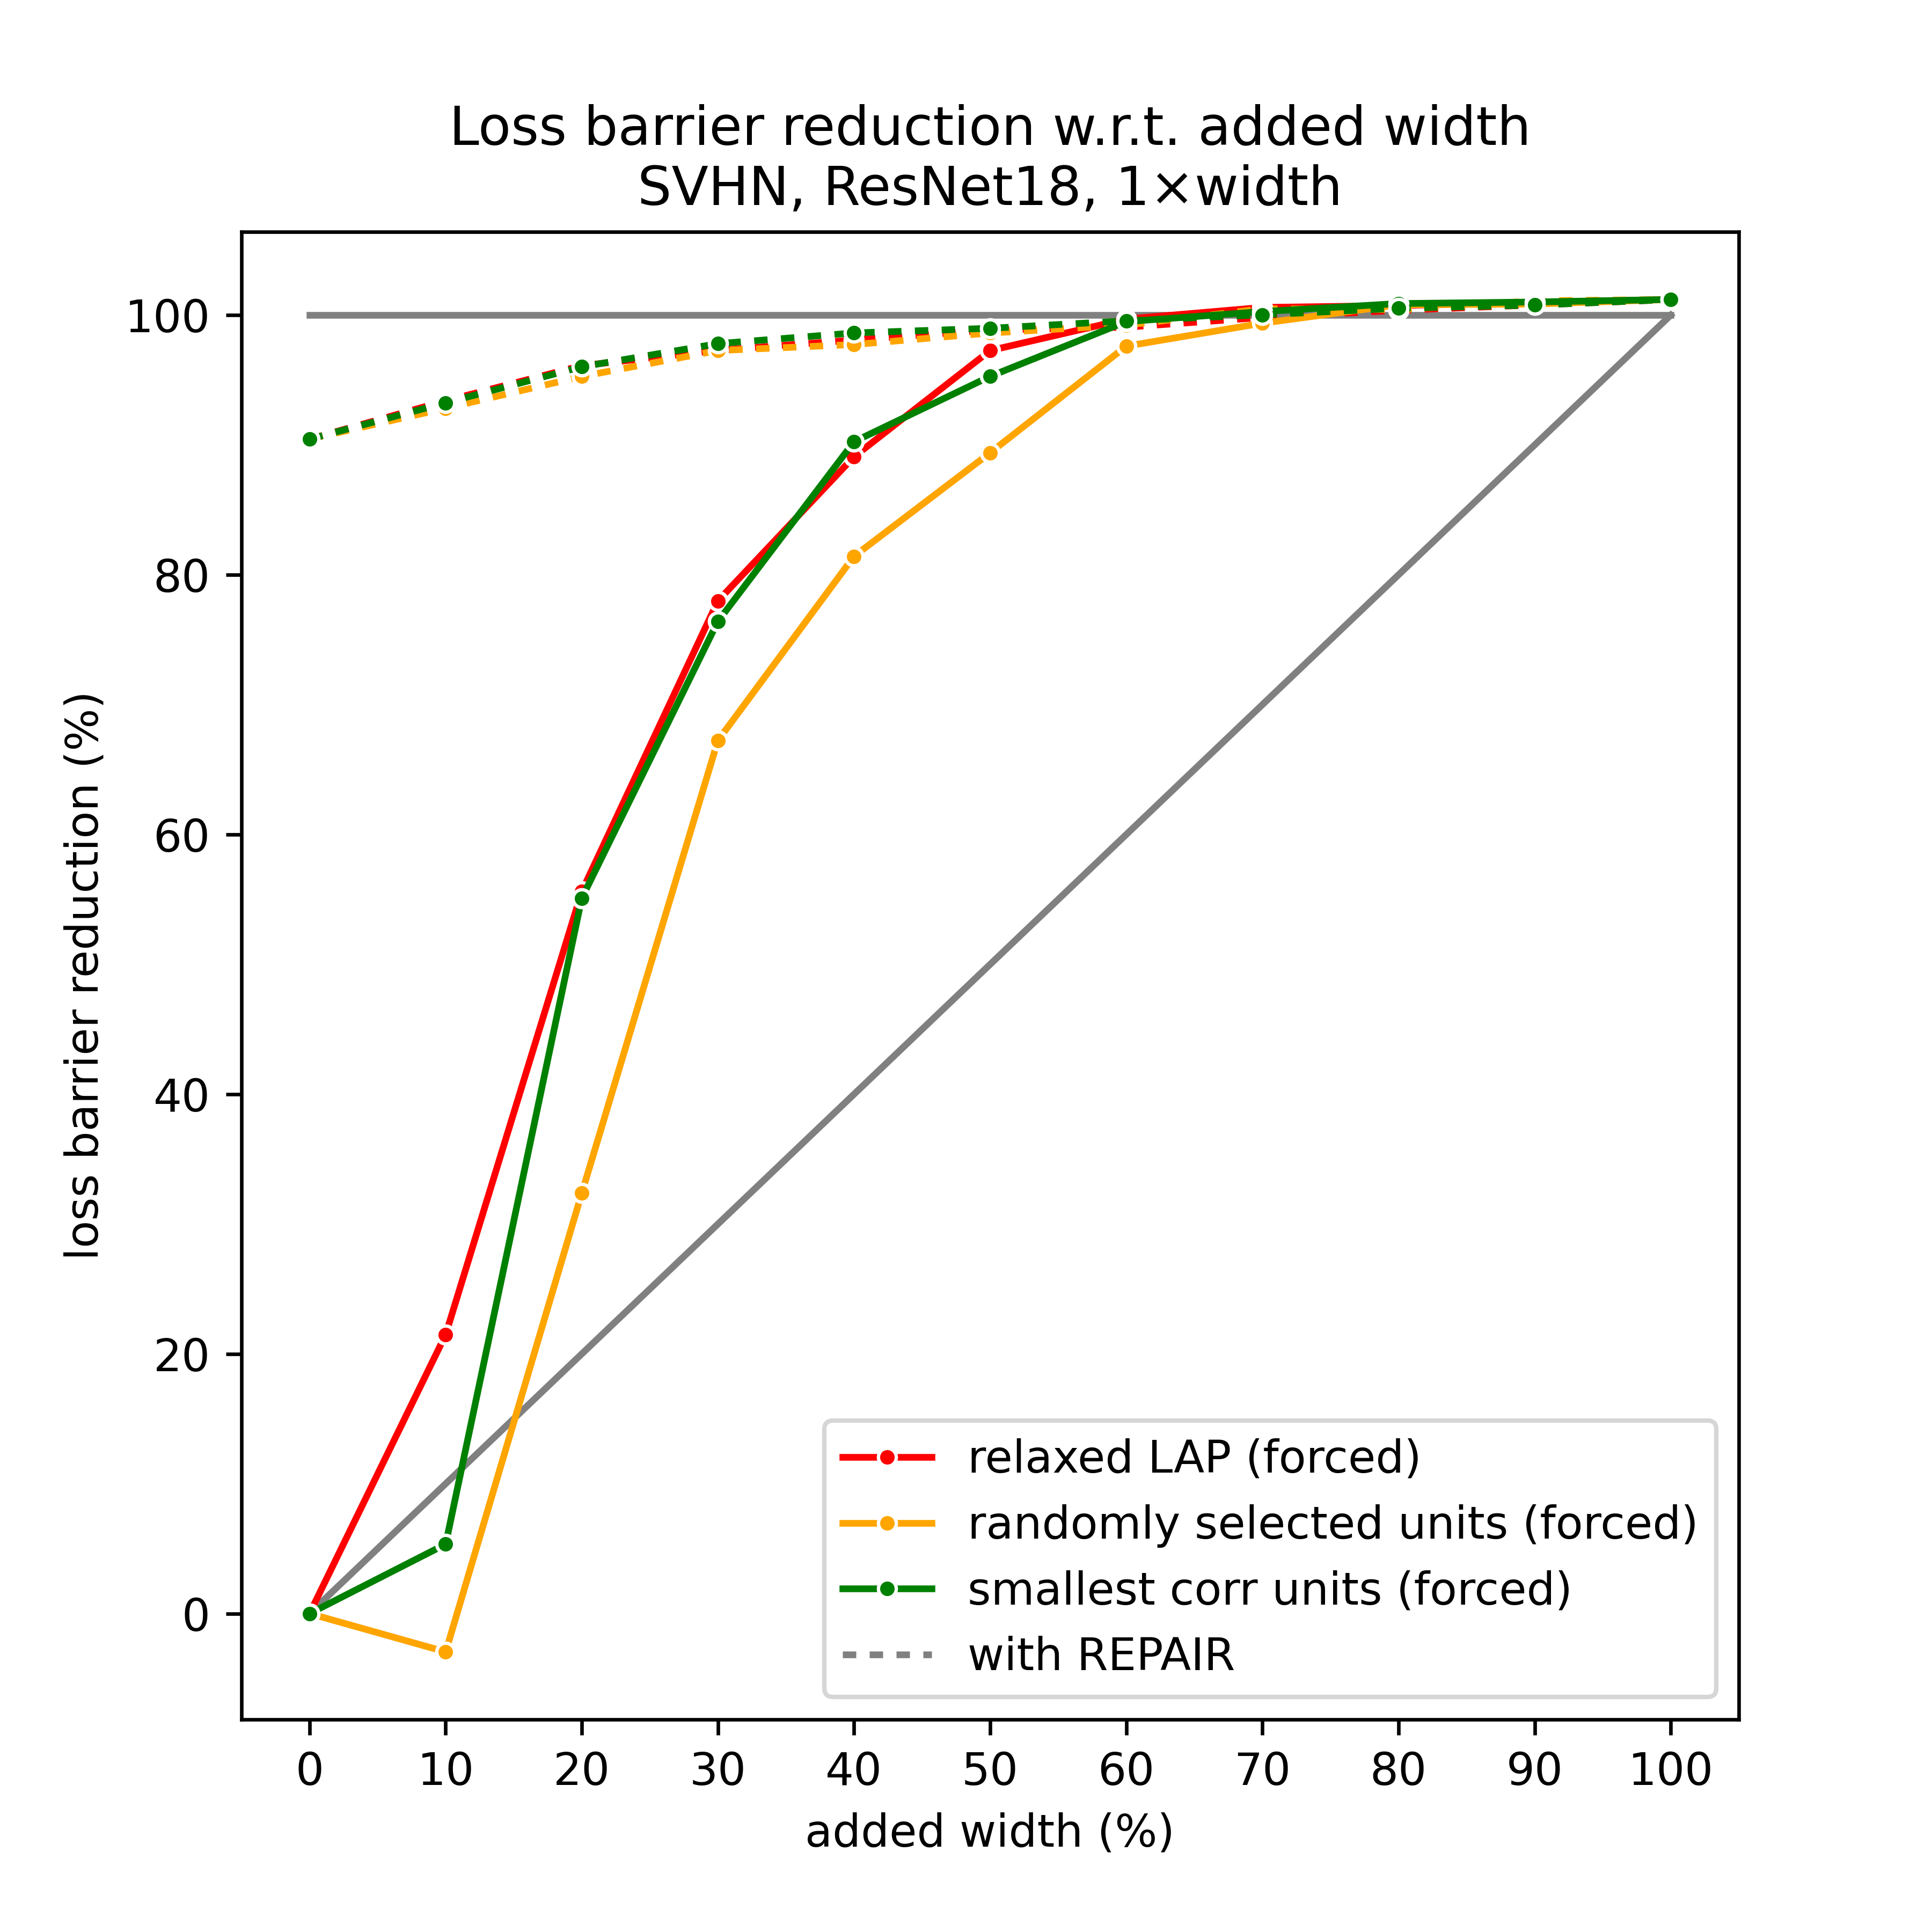 Loss barrier reduction w.r.t. added width
SVHN, ResNet18, 1×width
loss barrier reduction (%)
100
80
60
40
20
0
relaxed LAP (forced)
randomly selected units (forced)
smallest corr units (forced)
with REPAIR
0 10 20 30 40 50 60 70 80 90 100
added width (%)